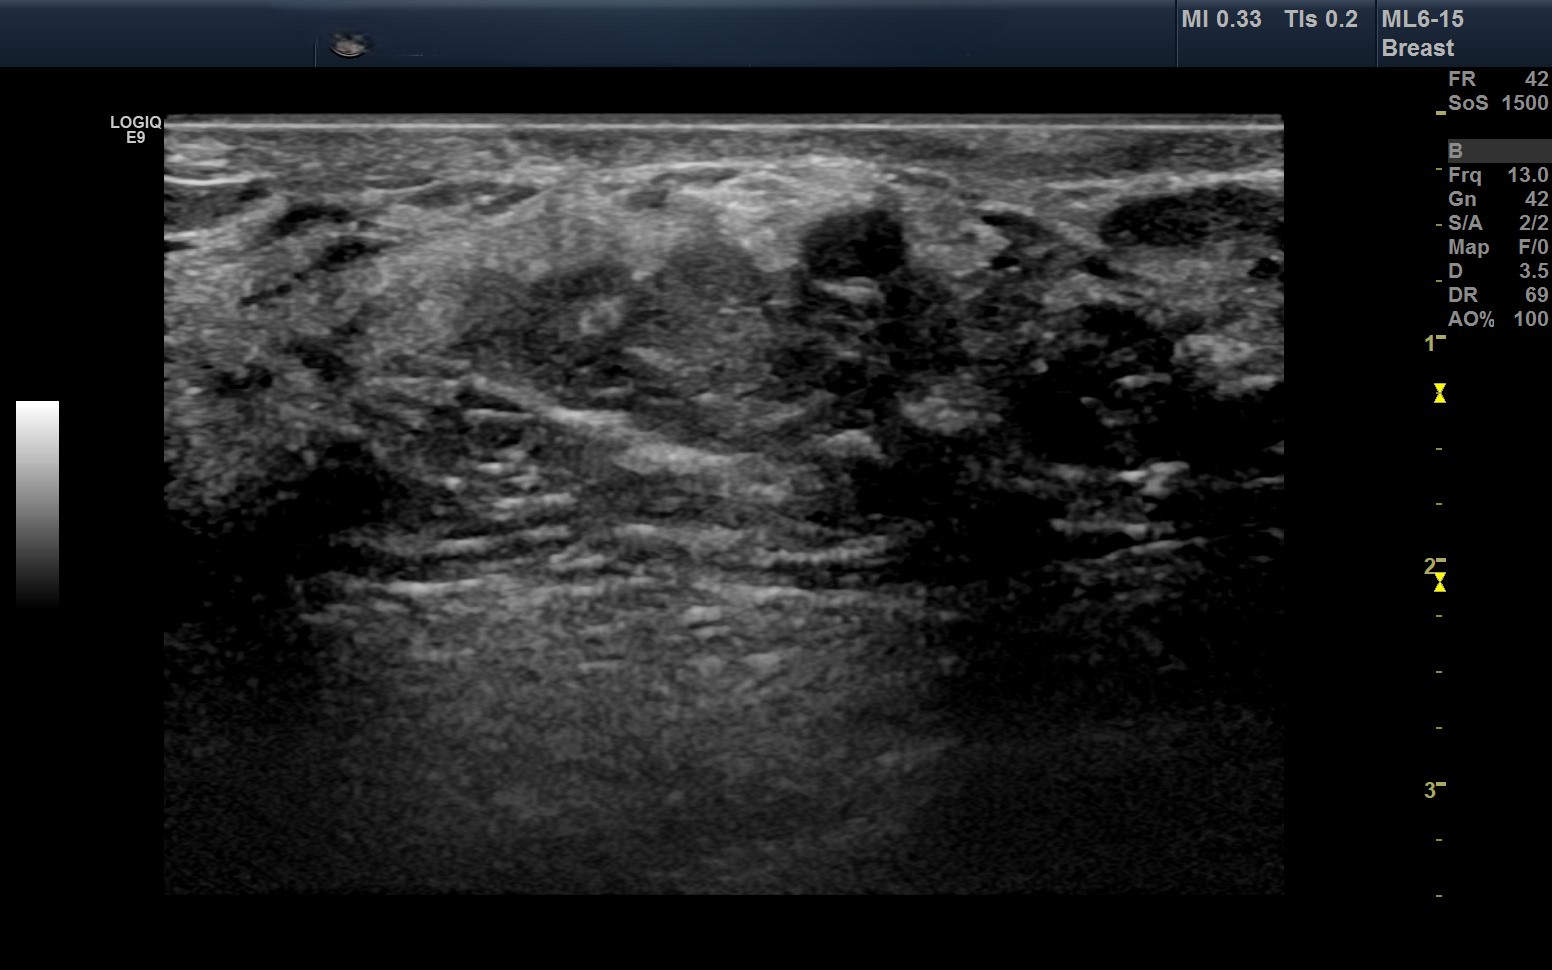 MI 0.33 TIs 0.2 ML6-15
Breast
LOGIQ
E9
FR 42
SoS 1500
B
Frq 13.0
Gn 42
S/A 2/2
Map F/0
D 3.5
DR 69
AO% 100
1
2
3